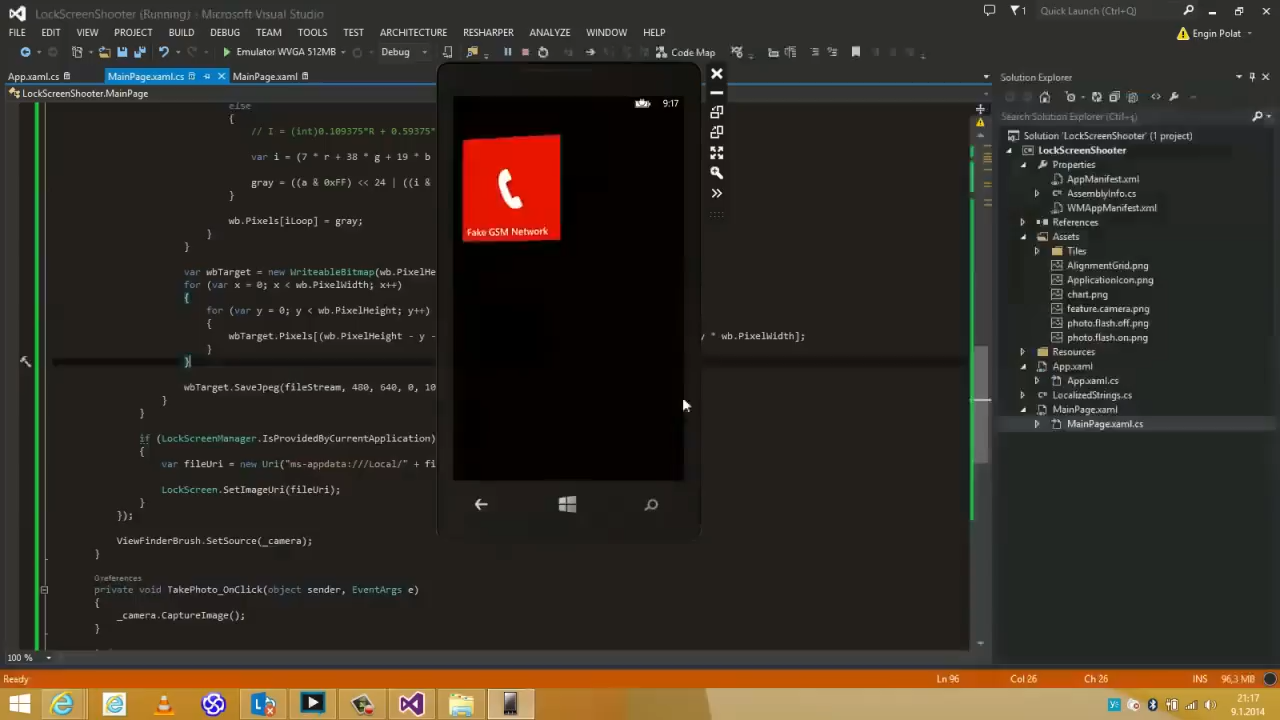 LockScreenShooter (Running) - Microsoft Visual Studio
Quick Launch (Ctrl+Q)
FILE EDIT VIEW PROJECT BUILD DEBUG TEAM TOOLS TEST ARCHITECTURE RESHARPER ANALYZE WINDOW HELP
Engin Polat
Emulator WVGA 512MB
Debug
Code Map
App.xaml.cs
MainPage.xaml.cs
MainPage.xaml
LockScreenShooter.MainPage
else
{
// I = (int)0.109375*R + 0.59375*
var i = (7 * r + 38 * g + 19 * b
gray = ((a & 0xFF) << 24 | ((i &
}
wb.Pixels[iLoop] = gray;
}
}
var wbTarget = new WriteableBitmap(wb.PixelHe
for (var x = 0; x < wb.PixelWidth; x++)
{
for (var y = 0; y < wb.PixelHeight; y++)
{
wbTarget.Pixels[(wb.PixelHeight - y - y * wb.PixelWidth];
}
}
wbTarget.SaveJpeg(fileStream, 480, 640, 0, 10
}
}
if (LockScreenManager.IsProvidedByCurrentApplication)
{
var fileUri = new Uri("ms-appdata:///Local/" + fi
LockScreen.SetImageUri(fileUri);
}
});
ViewFinderBrush.SetSource(_camera);
}
0 references
private void TakePhoto_OnClick(object sender, EventArgs e)
{
_camera.CaptureImage();
}
100 %
9:17
Fake GSM Network
Solution Explorer
Search Solution Explorer (Ctrl+ğ)
Solution 'LockScreenShooter' (1 project)
LockScreenShooter
Properties
AppManifest.xml
AssemblyInfo.cs
WMAppManifest.xml
References
Assets
Tiles
AlignmentGrid.png
ApplicationIcon.png
chart.png
feature.camera.png
photo.flash.off.png
photo.flash.on.png
Resources
App.xaml
App.xaml.cs
LocalizedStrings.cs
MainPage.xaml
MainPage.xaml.cs
Ready
Ln 96
Col 26
Ch 26
INS
96,3 MB
21:17
9.1.2014